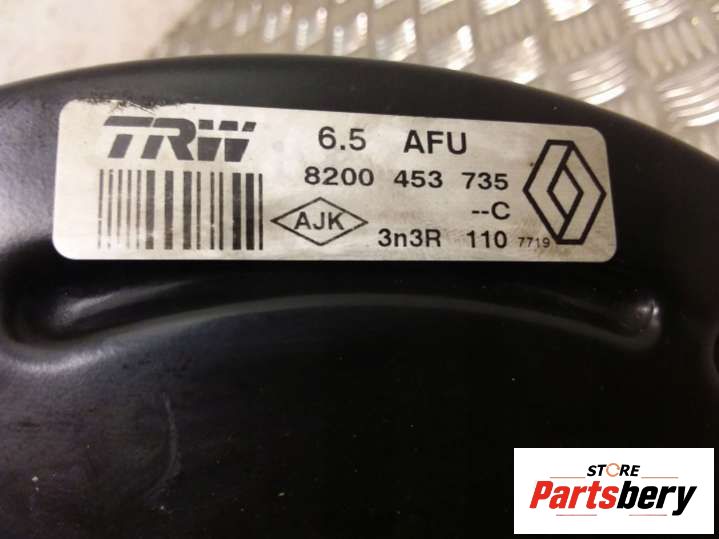 TRW 6.5 AFU
8200 453 735
--C
AJK 3n3R 110 7719
STORE
Partsbery